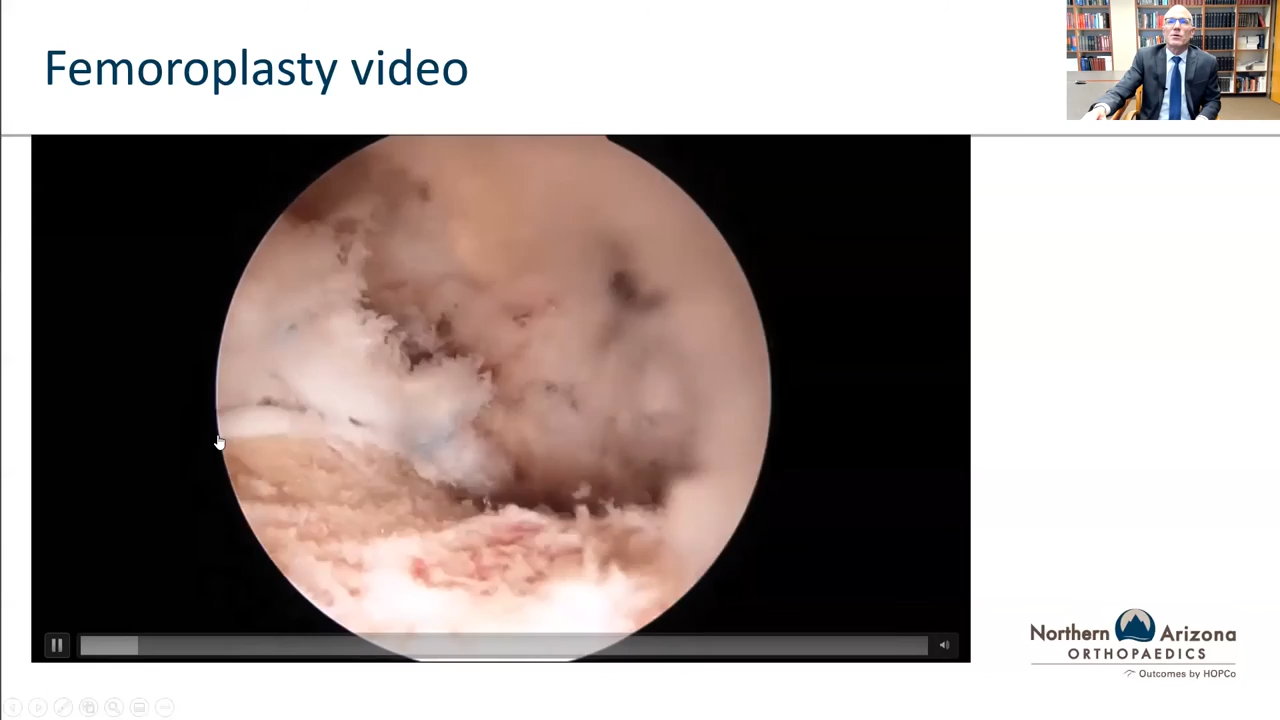 Femoroplasty video
Northern Arizona
ORTHOPAEDICS
Outcomes by HOPCo